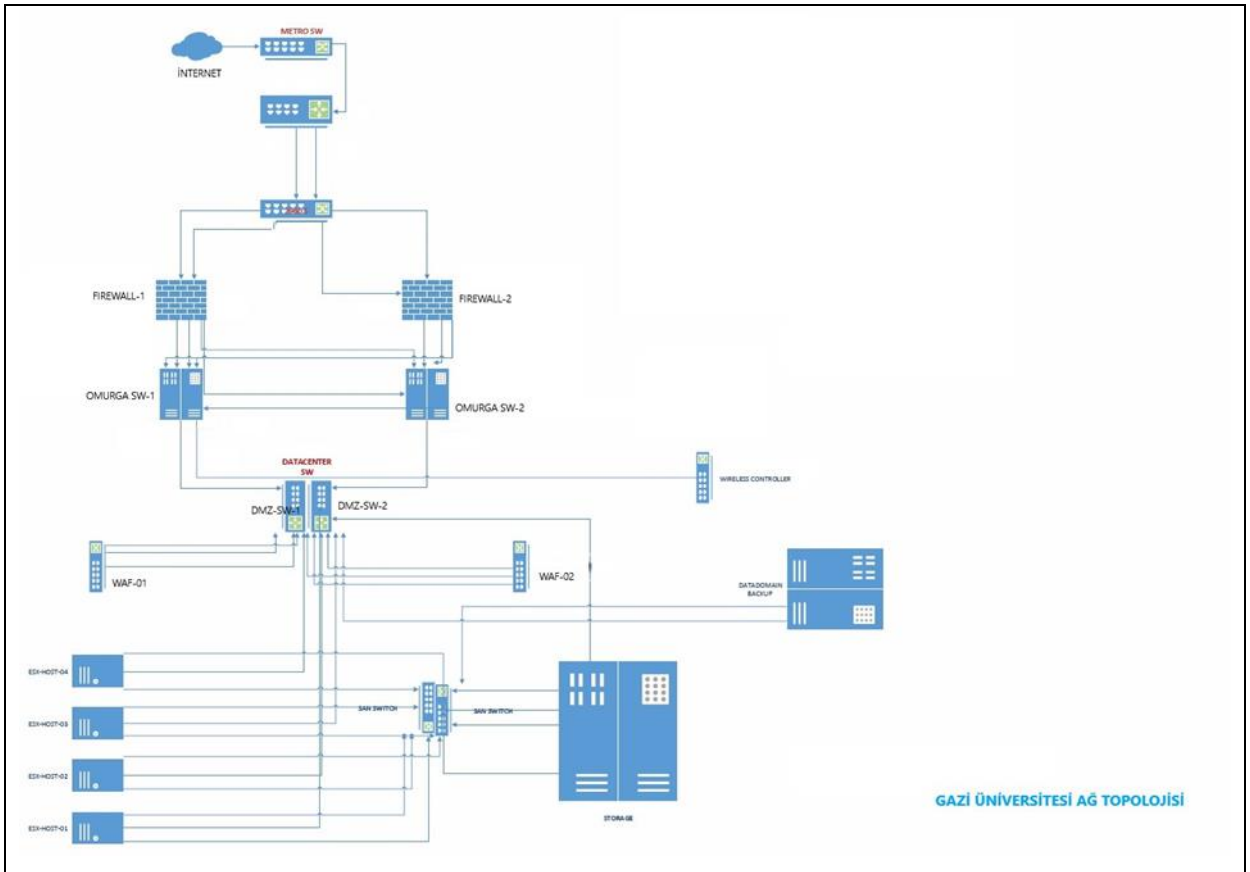 METRO SW
İNTERNET
FIREWALL-1
FIREWALL-2
OMURGA SW-1
OMURGA SW-2
DATACENTER
SW
WIRELESS CONTROLLER
DMZ-SW-1
DMZ-SW-2
WAF-01
WAF-02
DATADOMAIN
BACKUP
ESX-HOST-04
SAN SWITCH
SAN SWITCH
ESX-HOST-03
ESX-HOST-02
ESX-HOST-01
STORAGE
GAZİ ÜNİVERSİTESİ AĞ TOPOLOJİSİ